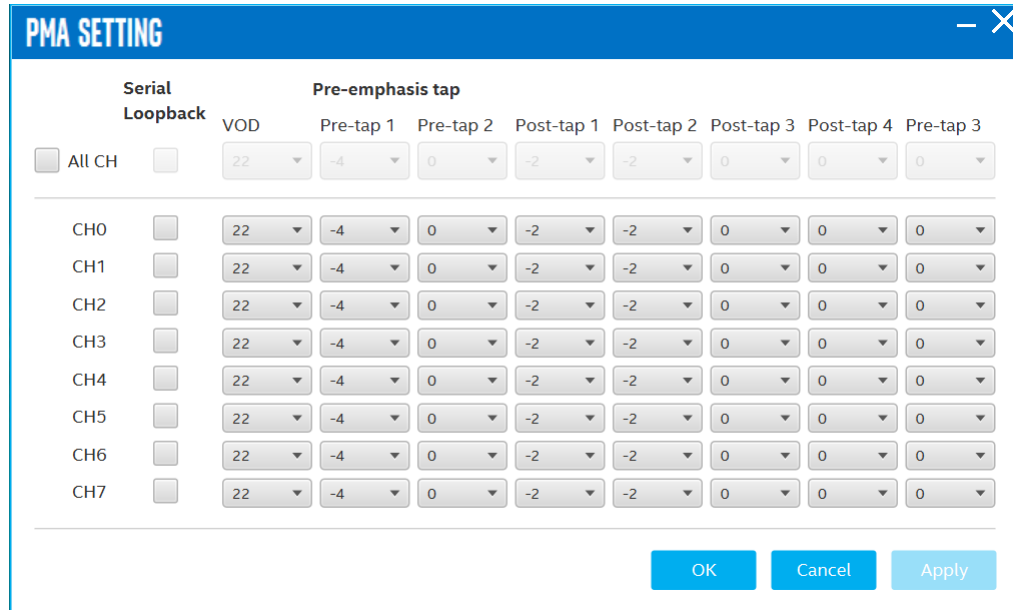 PMA SETTING
Serial Loopback
Pre-emphasis tap
VOD Pre-tap 1 Pre-tap 2 Post-tap 1 Post-tap 2 Post-tap 3 Post-tap 4 Pre-tap 3
All CH 22 -4 0 -2 -2 0 0 0
CH0 22 -4 0 -2 -2 0 0 0
CH1 22 -4 0 -2 -2 0 0 0
CH2 22 -4 0 -2 -2 0 0 0
CH3 22 -4 0 -2 -2 0 0 0
CH4 22 -4 0 -2 -2 0 0 0
CH5 22 -4 0 -2 -2 0 0 0
CH6 22 -4 0 -2 -2 0 0 0
CH7 22 -4 0 -2 -2 0 0 0
OK Cancel Apply